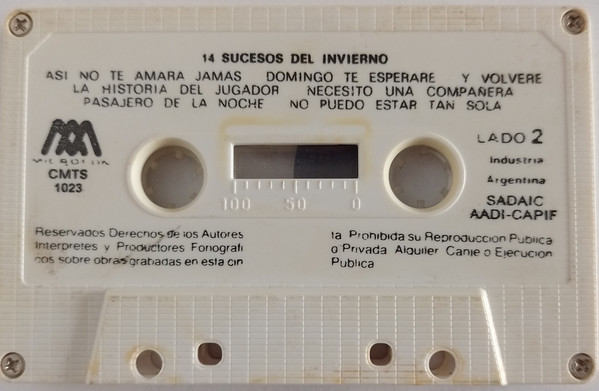 14 SUCESOS DEL INVIERNO
ASI NO TE AMARA JAMAS DOMINGO TE ESPERARE Y VOLVERE
LA HISTORIA DEL JUGADOR NECESITO UNA COMPAÑERA
PASAJERO DE LA NOCHE NO PUEDO ESTAR TAN SOLA
MICROFON
CMTS
1023
LADO 2
Industria
Argentina
SADAIC
AADI-CAPIF
100 50 0
Reservados Derechos de los Autores
Interpretes y Productores Fonografi
cos sobre obras grabadas en esta cin
ta Prohibida su Reproduccion Publica
o Privada Alquiler Canje o Ejecucion
Publica